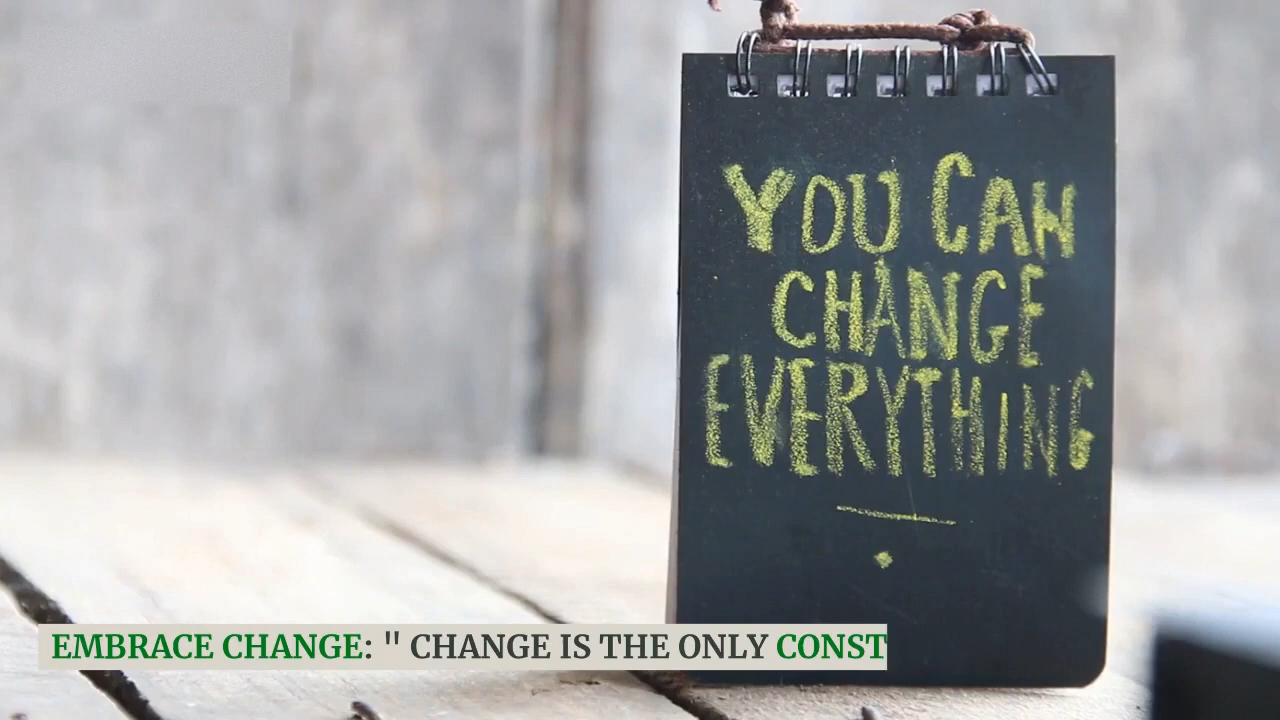 YOU CAN
CHANGE
EVERYTHING
EMBRACE CHANGE: " CHANGE IS THE ONLY CONST